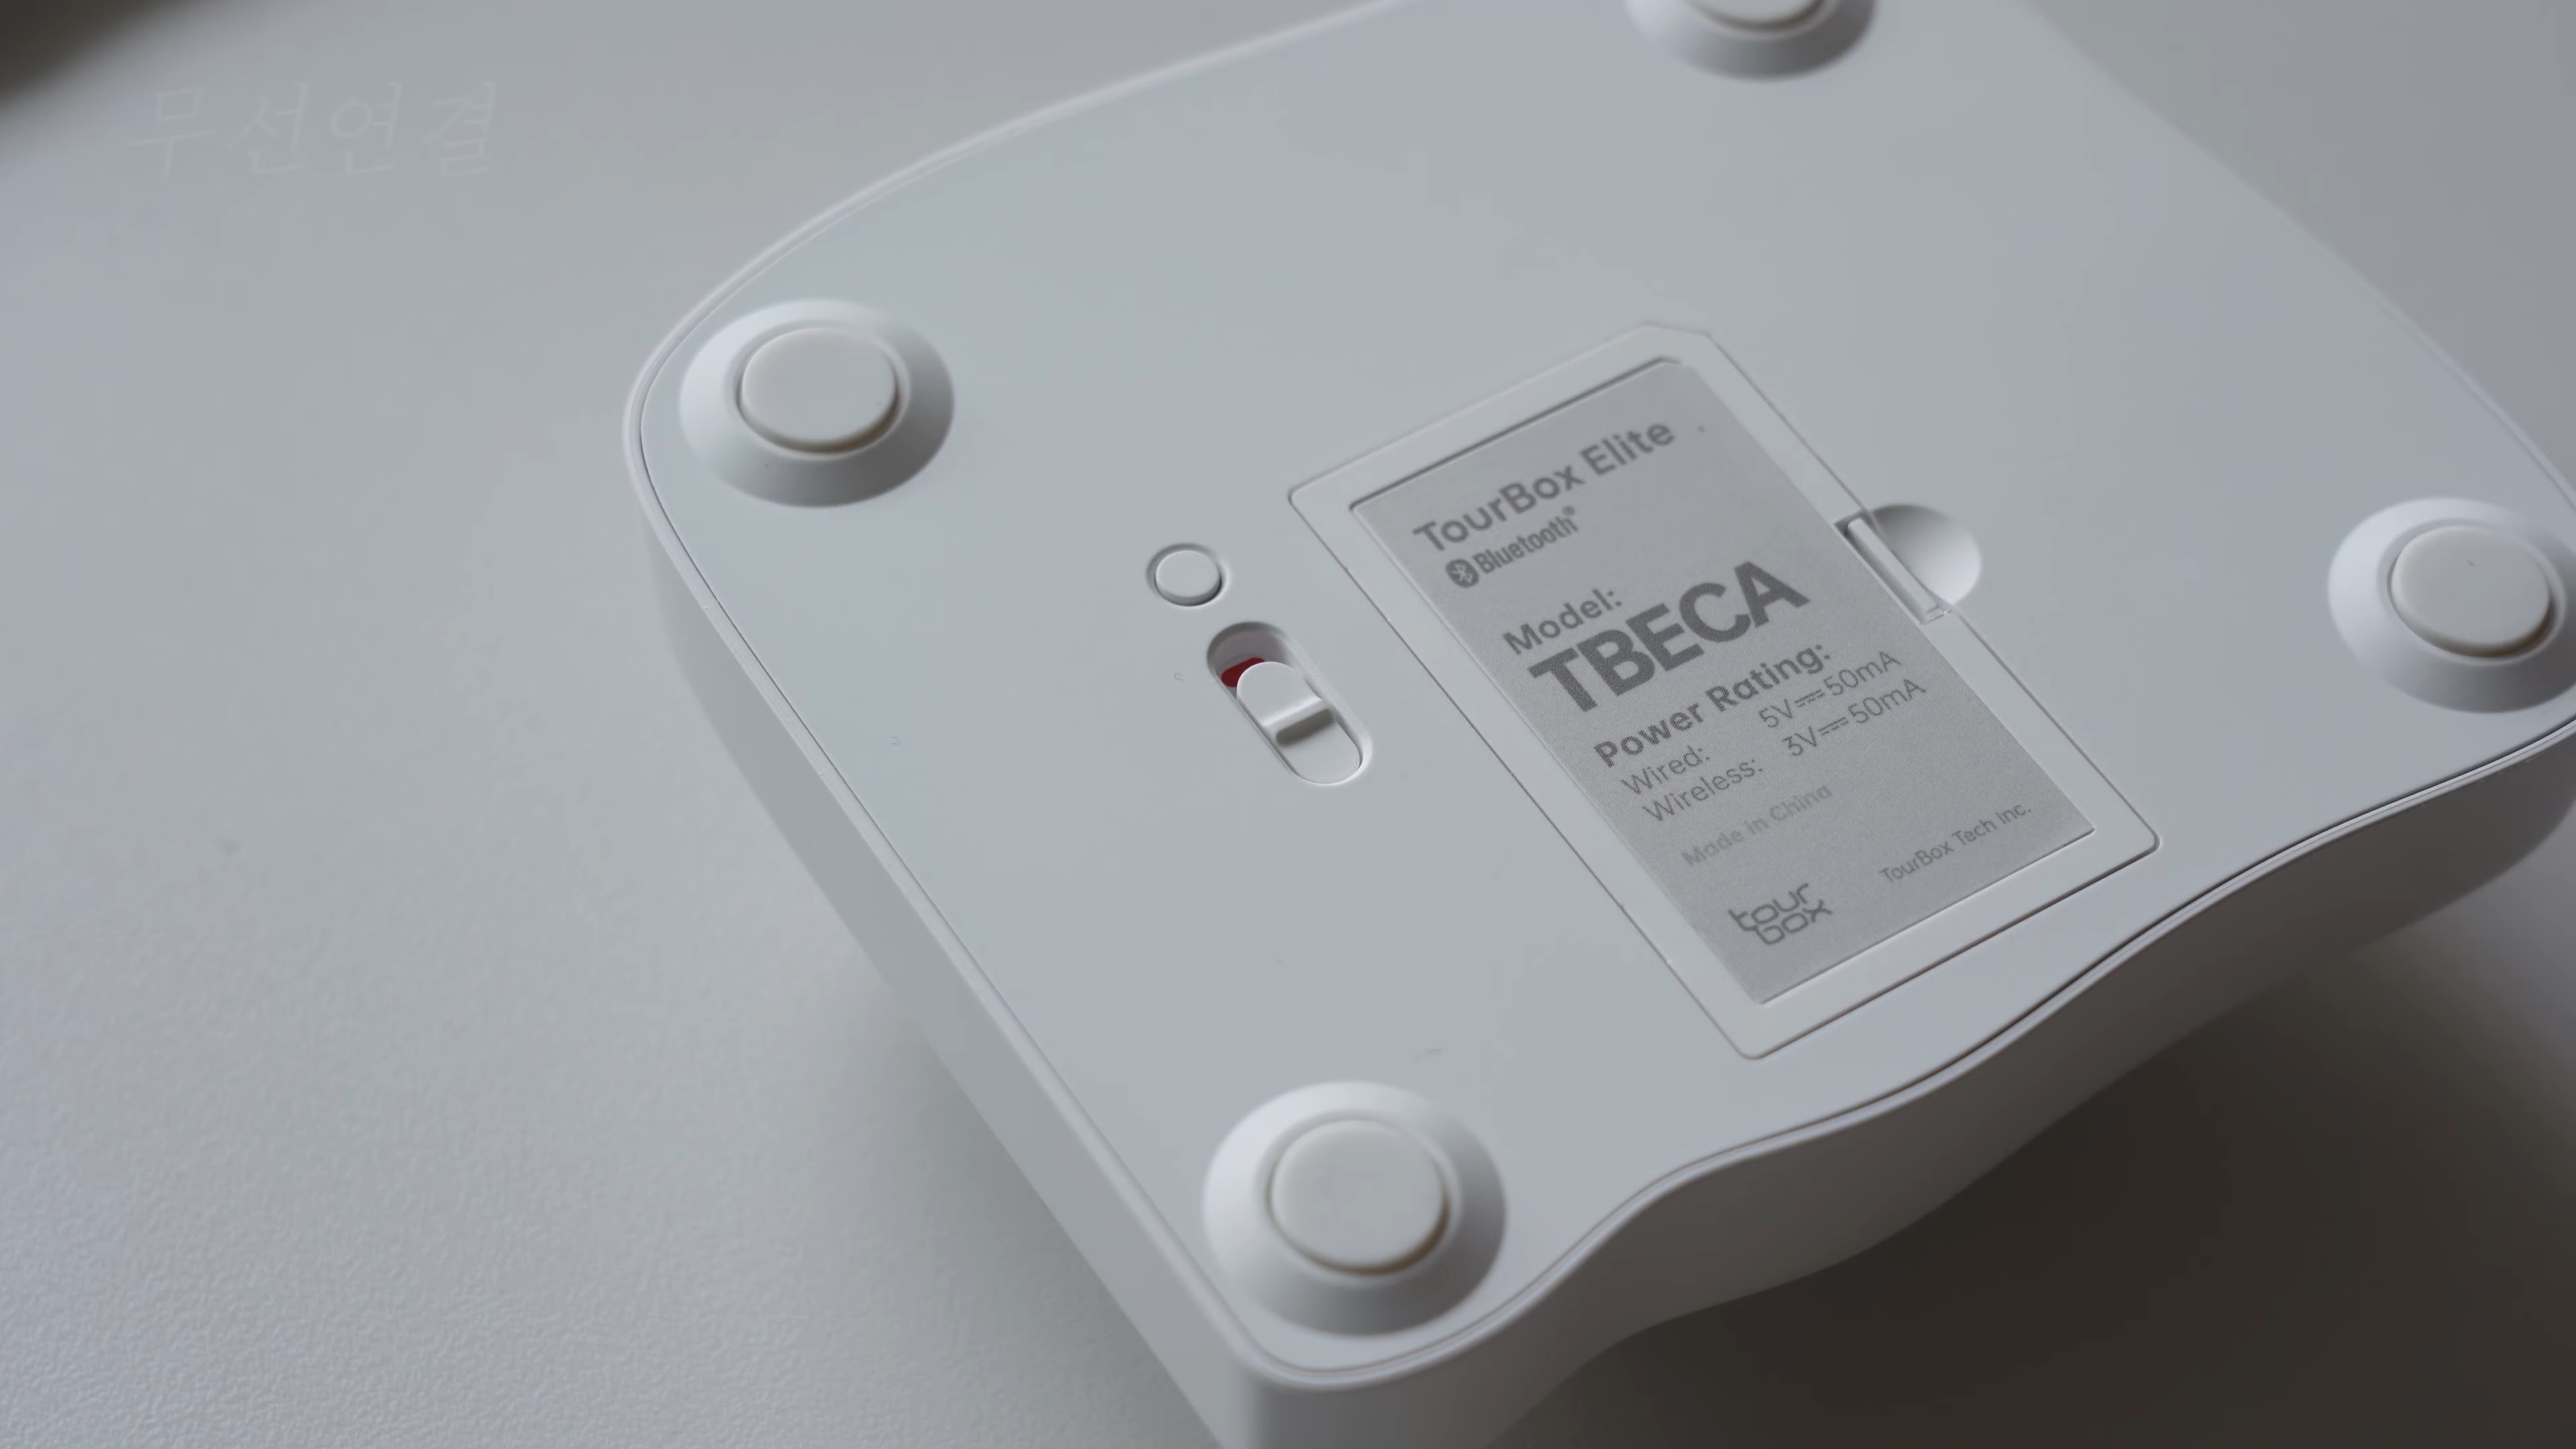 무선연결
TourBox Elite
Bluetooth®
Model:
TBECA
Power Rating:
Wired: 5V⎓50mA
Wireless: 3V⎓50mA
Made in China
tour
box
TourBox Tech Inc.